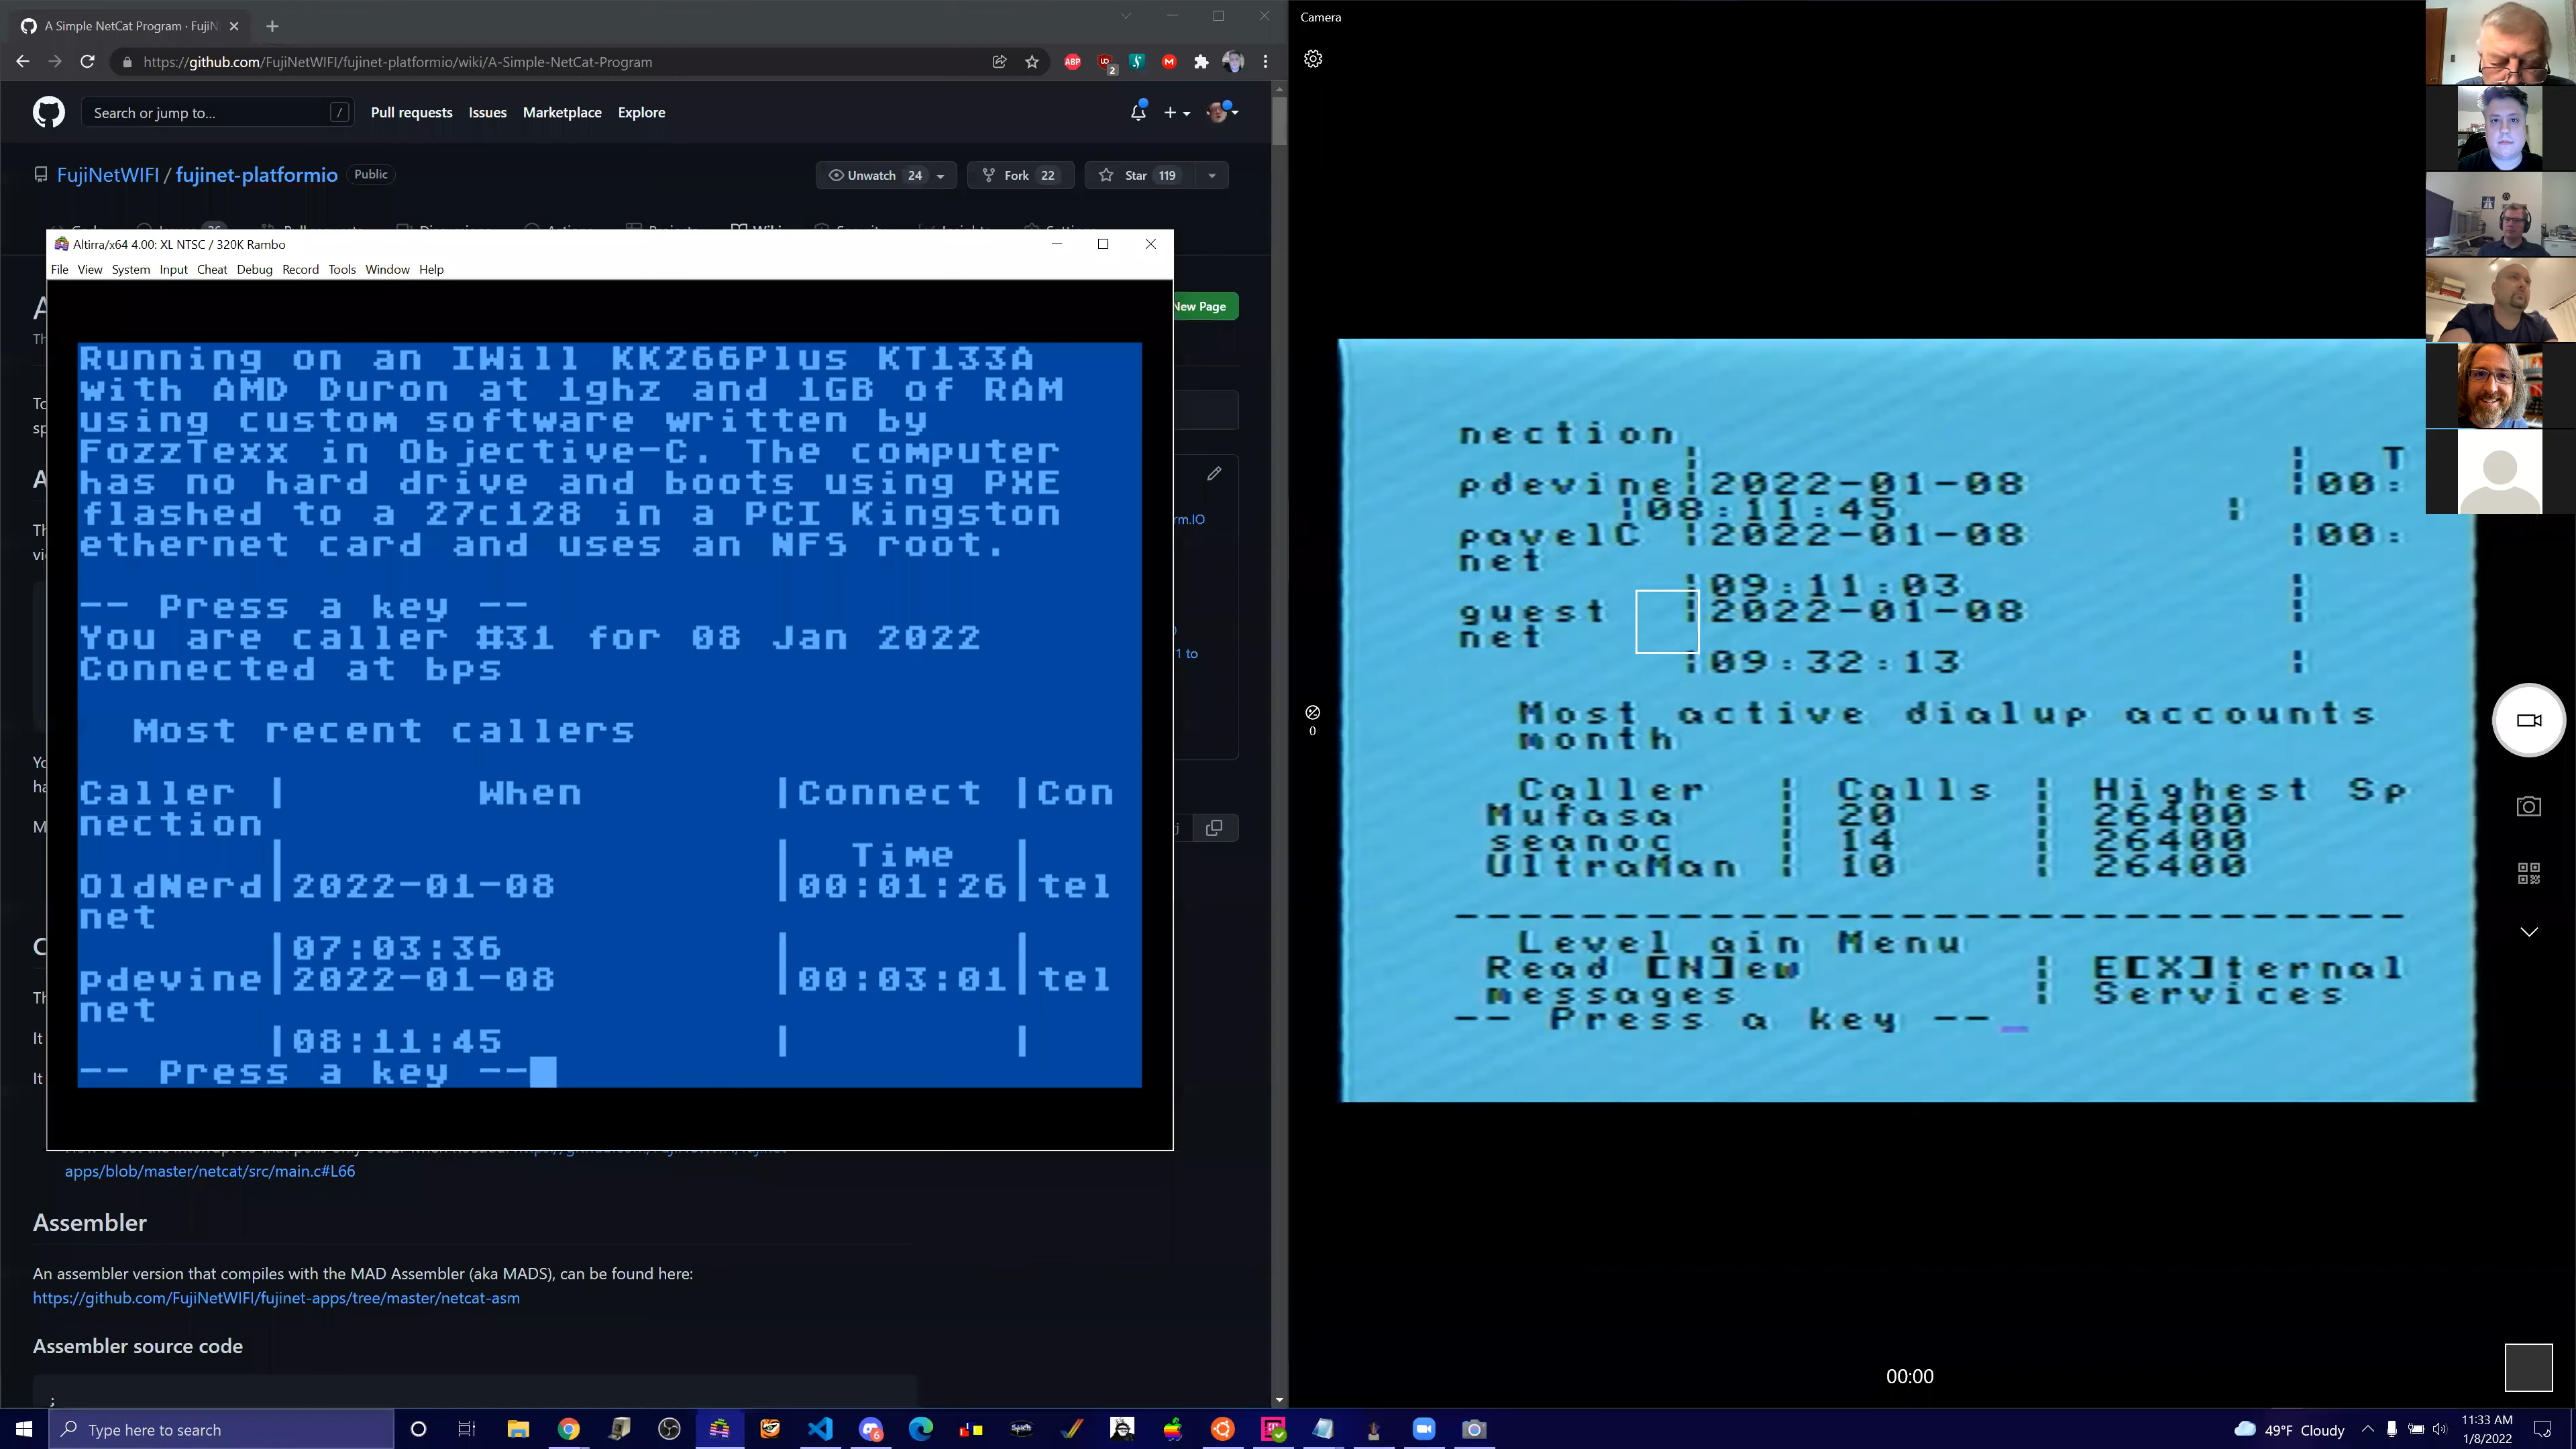 A Simple NetCat Program · FujiN
https://github.com/FujiNetWIFI/fujinet-platformio/wiki/A-Simple-NetCat-Program
ABP
2
Search or jump to...
/
Pull requests
Issues
Marketplace
Explore
FujiNetWIFI / fujinet-platformio
Public
Unwatch 24
Fork 22
Star 119
Altirra/x64 4.00: XL NTSC / 320K Rambo
File View System Input Cheat Debug Record Tools Window Help
New Page
Running on an IWill KK266Plus KT133A
with AMD Duron at 1ghz and 1GB of RAM
using custom software written by
FozzTexx in Objective-C. The computer
has no hard drive and boots using PXE
flashed to a 27c128 in a PCI Kingston
ethernet card and uses an NFS root.
-- Press a key --
You are caller #31 for 08 Jan 2022
Connected at bps
Most recent callers
Caller | When |Connect |Con
nection
| | Time |
OldNerd|2022-01-08 |00:01:26|tel
net
|07:03:36 | |
pdevine|2022-01-08 |00:03:01|tel
net
|08:11:45 | |
-- Press a key --
rm.IO
1 to
apps/blob/master/netcat/src/main.c#L66
Assembler
An assembler version that compiles with the MAD Assembler (aka MADS), can be found here:
https://github.com/FujiNetWIFI/fujinet-apps/tree/master/netcat-asm
Assembler source code
;
Camera
0
nection
| | T
pdevine|2022-01-08 |00:
|08:11:45 |
pavelC |2022-01-08 |00:
net
|09:11:03 |
guest |2022-01-08 |
net
|09:32:13 |
Most active dialup accounts
month
Caller | Calls | Highest Sp
Mufasa | 20 | 26400
seanoc | 14 | 26400
UltraMan | 10 | 26400
------------------------------
Level ain Menu
Read [N]ew | E[X]ternal
messages | Services
-- Press a key --
00:00
Type here to search
6
49°F Cloudy
11:33 AM
1/8/2022